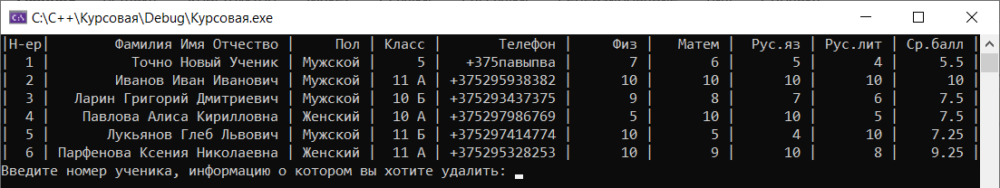 C:\C++\Курсовая\Debug\Курсовая.exe
|Н-ер| Фамилия Имя Отчество | Пол | Класс | Телефон | Физ | Матем | Рус.яз | Рус.лит | Ср.балл |
| 1 | Точно Новый Ученик | Мужской | 5 | +375павыпва | 7 | 6 | 5 | 4 | 5.5 |
| 2 | Иванов Иван Иванович | Мужской | 11 А | +375295938382 | 10 | 10 | 10 | 10 | 10 |
| 3 | Ларин Григорий Дмитриевич | Мужской | 10 Б | +375293437375 | 9 | 8 | 7 | 6 | 7.5 |
| 4 | Павлова Алиса Кирилловна | Женский | 10 А | +375297986769 | 5 | 10 | 10 | 5 | 7.5 |
| 5 | Лукьянов Глеб Львович | Мужской | 11 Б | +375297414774 | 10 | 5 | 4 | 10 | 7.25 |
| 6 | Парфенова Ксения Николаевна | Женский | 11 А | +375295328253 | 10 | 9 | 10 | 8 | 9.25 |
Введите номер ученика, информацию о котором вы хотите удалить: